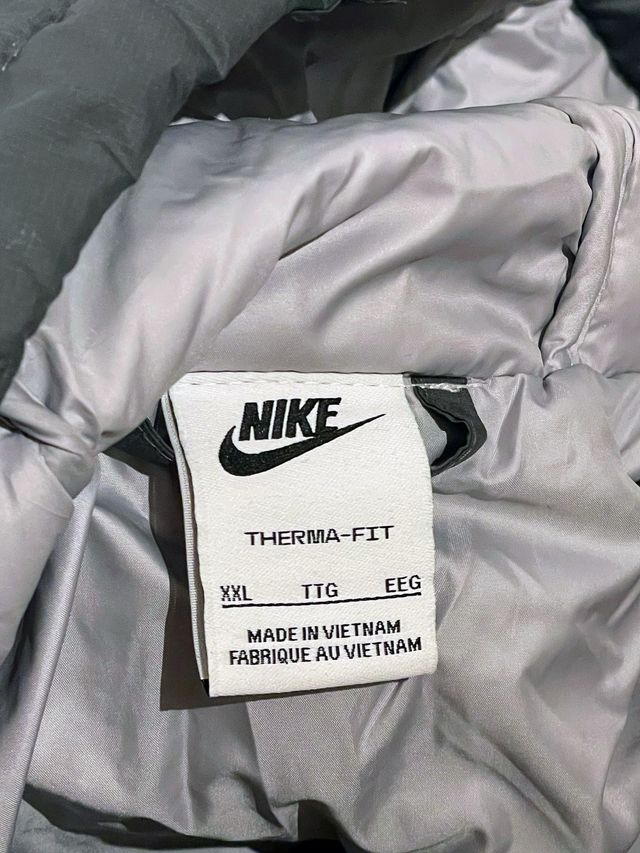 NIKE
THERMA-FIT
XXL TTG EEG
MADE IN VIETNAM
FABRIQUE AU VIETNAM